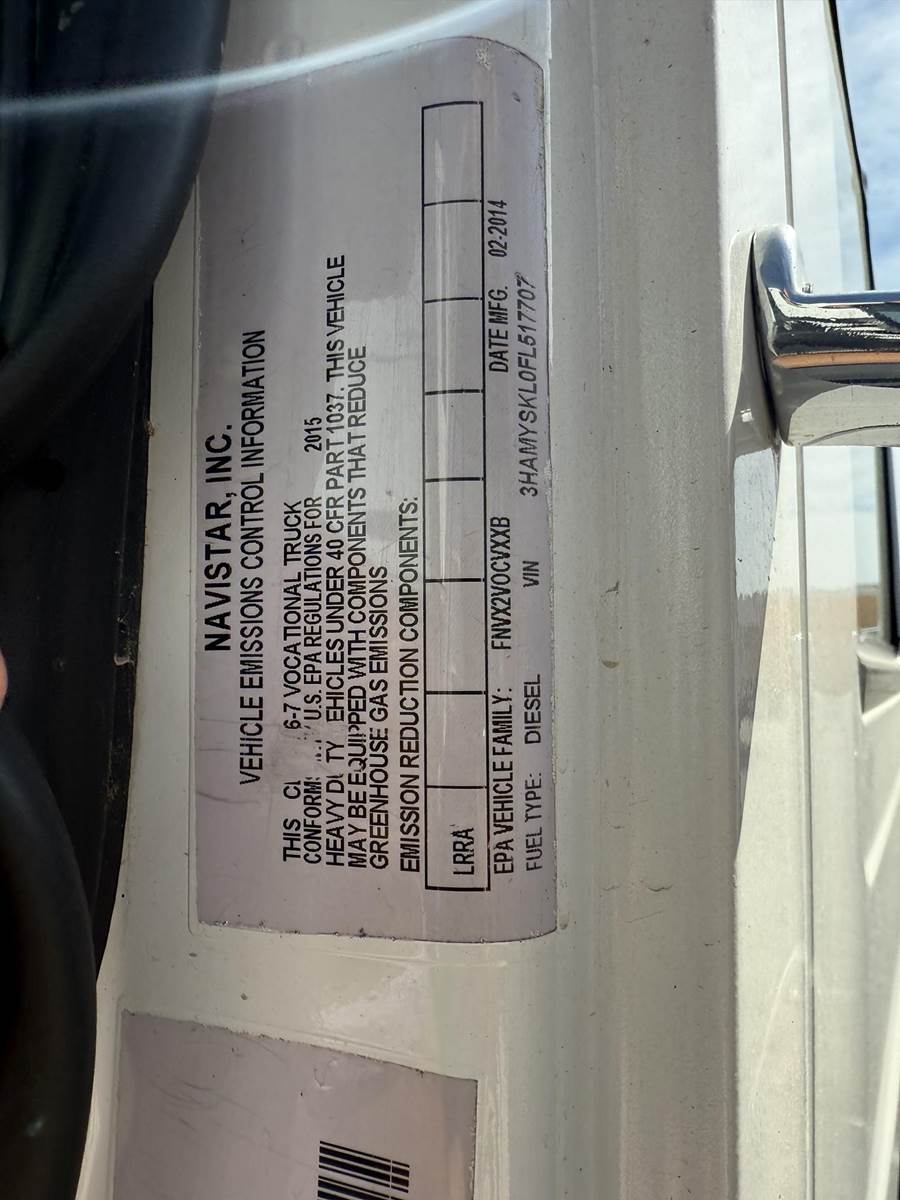 NAVISTAR, INC.
VEHICLE EMISSIONS CONTROL INFORMATION
THIS 6-7 VOCATIONAL TRUCK
U.S. EPA REGULATIONS FOR 2015
HEAVY EHICLES UNDER 40 CFR PART 1037. THIS VEHICLE
MAY BE EQUIPPED WITH COMPONENTS THAT REDUCE
GREENHOUSE GAS EMISSIONS
EMISSION REDUCTION COMPONENTS:
LRRA
EPA VEHICLE FAMILY: FNVX2VOCVXXB DATE MFG. 02-2014
FUEL TYPE: DIESEL VIN 3HAMYSKL0FL517707